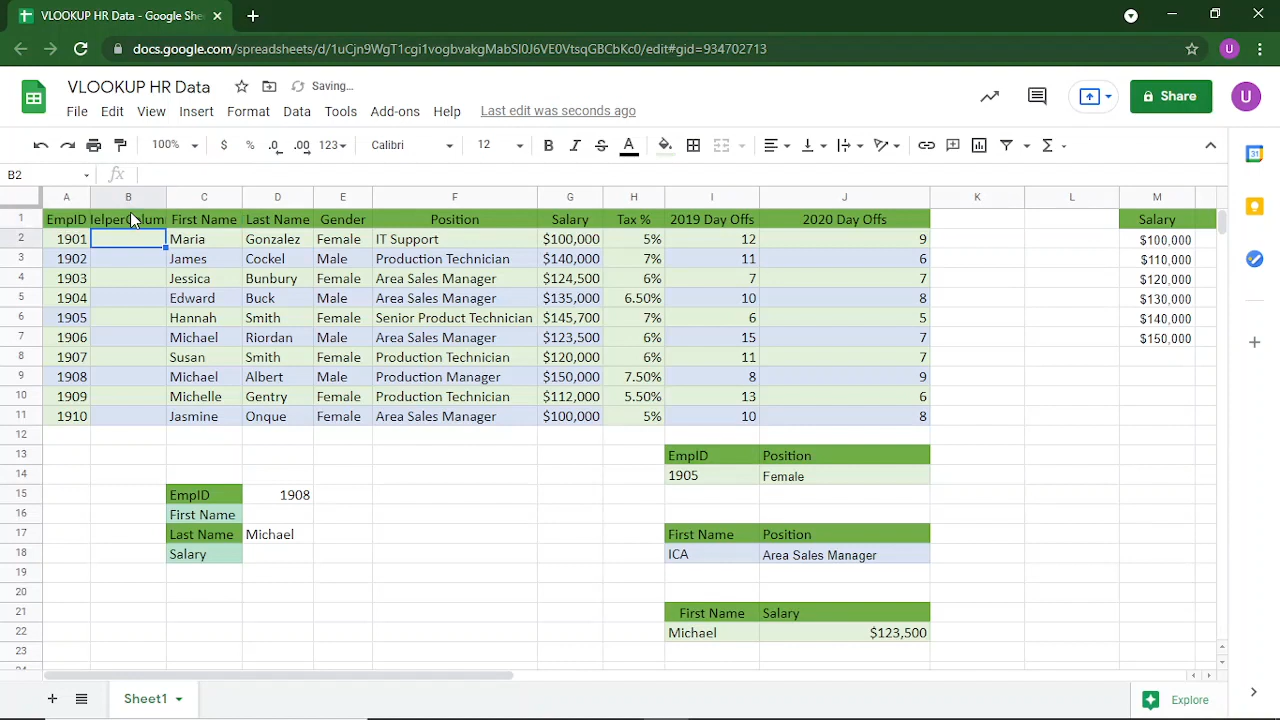 VLOOKUP HR Data - Google She
docs.google.com/spreadsheets/d/1uCjn9WgT1cgi1vogbvakgMabSl0J6VE0VtsqGBCbKc0/edit#gid=934702713
U
VLOOKUP HR Data Saving…
File Edit View Insert Format Data Tools Add-ons Help Last edit was seconds ago
Share U
100% $ % .0 .00 123 Calibri 12 B I S A Σ
31
B2 fx
A B C D E F G H I J K L M
1 EmpID HelperColumn First Name Last Name Gender Position Salary Tax % 2019 Day Offs 2020 Day Offs Salary
2 1901 Maria Gonzalez Female IT Support $100,000 5% 12 9 $100,000
3 1902 James Cockel Male Production Technician $140,000 7% 11 6 $110,000
4 1903 Jessica Bunbury Female Area Sales Manager $124,500 6% 7 7 $120,000
5 1904 Edward Buck Male Area Sales Manager $135,000 6.50% 10 8 $130,000
6 1905 Hannah Smith Female Senior Product Technician $145,700 7% 6 5 $140,000
7 1906 Michael Riordan Male Area Sales Manager $123,500 6% 15 7 $150,000
8 1907 Susan Smith Female Production Technician $120,000 6% 11 7
9 1908 Michael Albert Male Production Manager $150,000 7.50% 8 9
10 1909 Michelle Gentry Female Production Technician $112,000 5.50% 13 6
11 1910 Jasmine Onque Female Area Sales Manager $100,000 5% 10 8
12
13 EmpID Position
14 1905 Female
15 EmpID 1908
16 First Name
17 Last Name Michael First Name Position
18 Salary ICA Area Sales Manager
19
20
21 First Name Salary
22 Michael $123,500
23
Sheet1 Explore